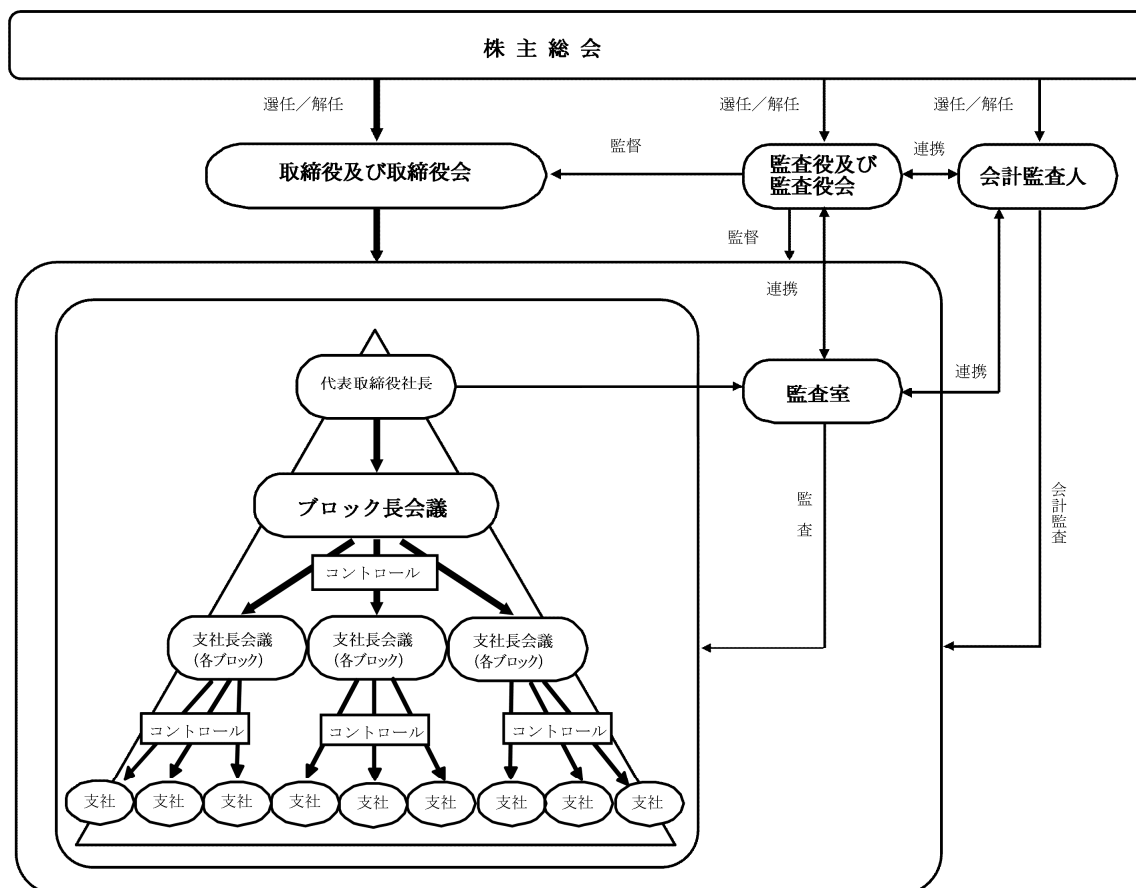 株 主 総 会
選任／解任
選任／解任
選任／解任
取締役及び取締役会
監督
監査役及び
監査役会
連携
会計監査人
監督
連携
代表取締役社長
監査室
連携
ブロック長会議
監
査
会計監査
コントロール
支社長会議
(各ブロック)
支社長会議
(各ブロック)
支社長会議
(各ブロック)
コントロール
コントロール
コントロール
支社
支社
支社
支社
支社
支社
支社
支社
支社